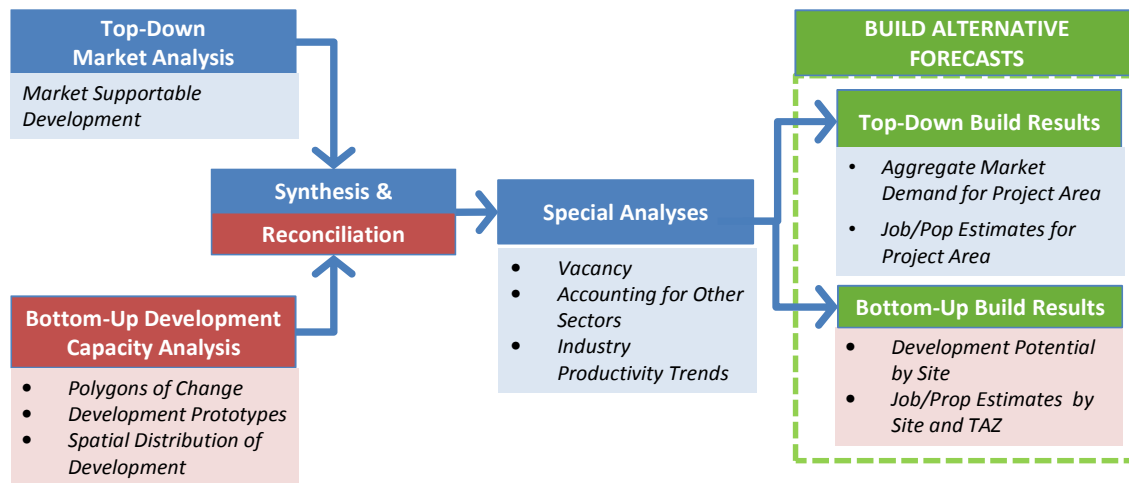 Top-Down
Market Analysis
Market Supportable
Development
Bottom-Up Development
Capacity Analysis
• Polygons of Change
• Development Prototypes
• Spatial Distribution of
Development
Synthesis &
Reconciliation
Special Analyses
• Vacancy
• Accounting for Other
Sectors
• Industry
Productivity Trends
BUILD ALTERNATIVE
FORECASTS
Top-Down Build Results
• Aggregate Market
Demand for Project Area
• Job/Pop Estimates for
Project Area
Bottom-Up Build Results
• Development Potential
by Site
• Job/Prop Estimates by
Site and TAZ